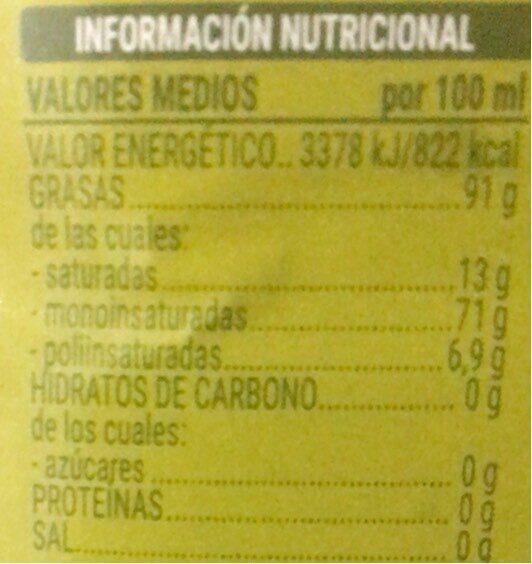 INFORMACIÓN NUTRICIONAL
VALORES MEDIOS por 100 ml
VALOR ENERGÉTICO.. 3378 kJ/822 kcal
GRASAS 91 g
de las cuales:
- saturadas 13 g
- monoinsaturadas 71 g
- poliinsaturadas 6,9 g
HIDRATOS DE CARBONO 0 g
de los cuales:
- azúcares 0 g
PROTEÍNAS 0 g
SAL 0 g